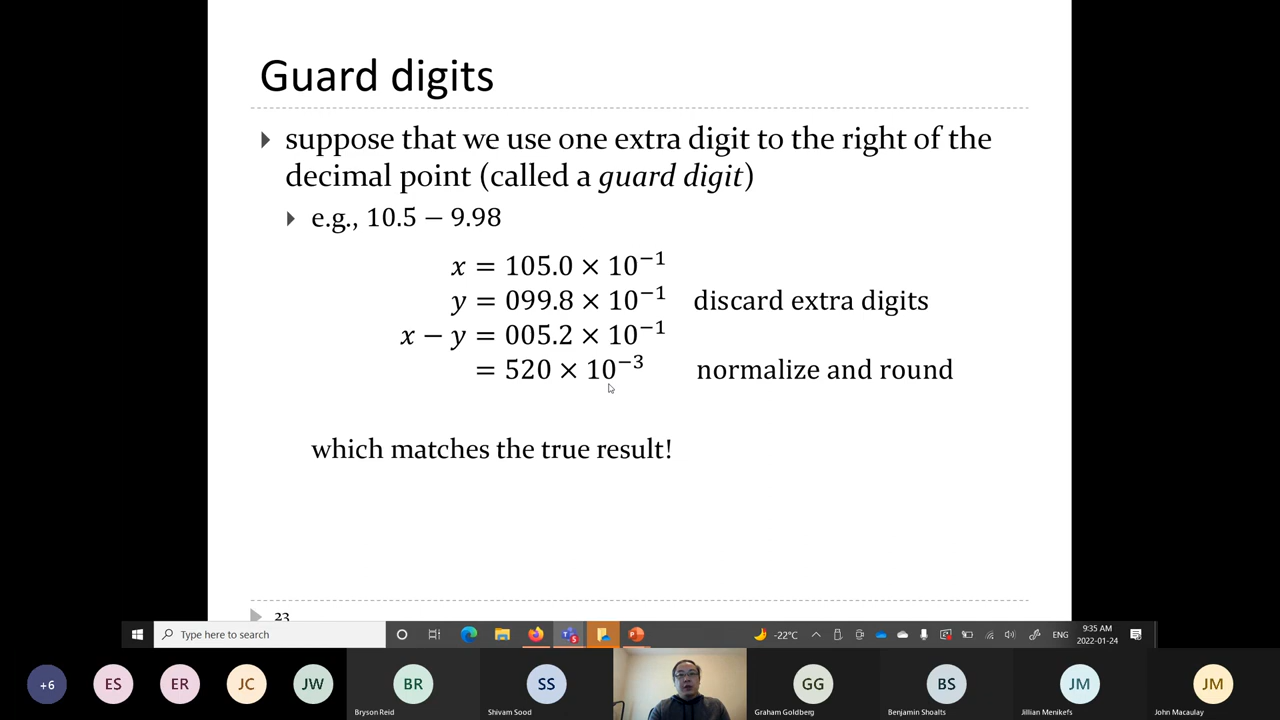 Guard digits
suppose that we use one extra digit to the right of the
decimal point (called a guard digit)
e.g., 10.5 − 9.98
x = 105.0 × 10⁻¹
y = 099.8 × 10⁻¹ discard extra digits
x − y = 005.2 × 10⁻¹
= 520 × 10⁻³ normalize and round
which matches the true result!
23
Type here to search
-22°C
ENG
9:35 AM
2022-01-24
+6
ES
ER
JC
JW
BR
SS
GG
BS
JM
JM
Bryson Reid
Shivam Sood
Graham Goldberg
Benjamin Shoalts
Jillian Menikefs
John Macaulay